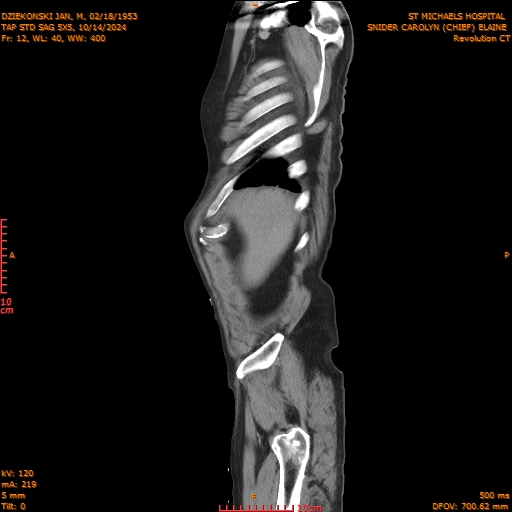 DZIEKONSKI JAN, M, 02/18/1953
TAP STD SAG 5X5, 10/14/2024
Fr: 12, WL: 40, WW: 400
ST MICHAELS HOSPITAL
SNIDER CAROLYN (CHIEF) ELAINE
Revolution CT
A
P
10
cm
kV: 120
mA: 219
5 mm
Tilt: 0
F
10cm
500 ms
DFOV: 700.62 mm